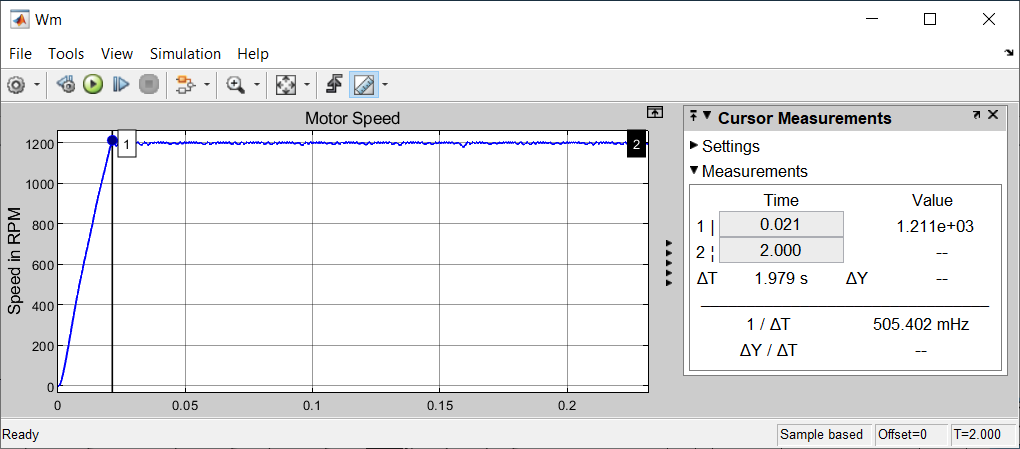 Wm
File Tools View Simulation Help
Motor Speed
Speed in RPM
1200
1000
800
600
400
200
0
0 0.05 0.1 0.15 0.2
1
2
Cursor Measurements
Settings
Measurements
Time Value
1 | 0.021 1.211e+03
2 ¦ 2.000 --
ΔT 1.979 s ΔY --
1 / ΔT 505.402 mHz
ΔY / ΔT --
Ready Sample based Offset=0 T=2.000